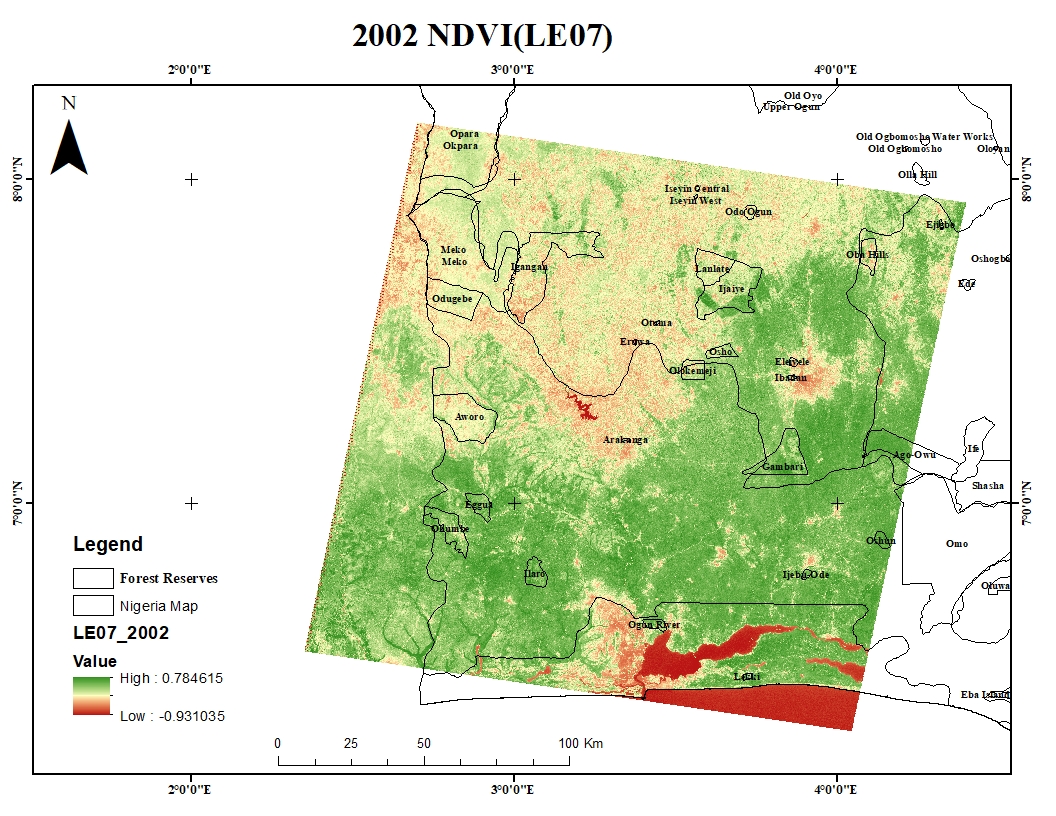 2002 NDVI(LE07)
2°0'0"E
3°0'0"E
4°0'0"E
N
8°0'0"N
8°0'0"N
7°0'0"N
7°0'0"N
Old Oyo
Upper Ogun
Opara
Okpara
Old Ogbomosho Water Works
Old Ogbomosho
Olla Hill
Iseyin Central
Iseyin West
Odo Ogun
Ejigbe
Meko
Meko
Igangan
Lanlate
Oba Hills
Oshogbo
Odugebe
Ijaiye
Ede
Eruwa
Osho
Olokemeji
Eleiyele
Ibadan
Aworo
Arakanga
Gambari
Ago-Owu
Ife
Shasha
Eggua
Ohumbe
Oshun
Omo
Ilaro
Ijebu-Ode
Oluwa
Ogun River
Lekki
Eba Island
Legend
Forest Reserves
Nigeria Map
LE07_2002
Value
High : 0.784615
Low : -0.931035
0
25
50
100 Km
2°0'0"E
3°0'0"E
4°0'0"E